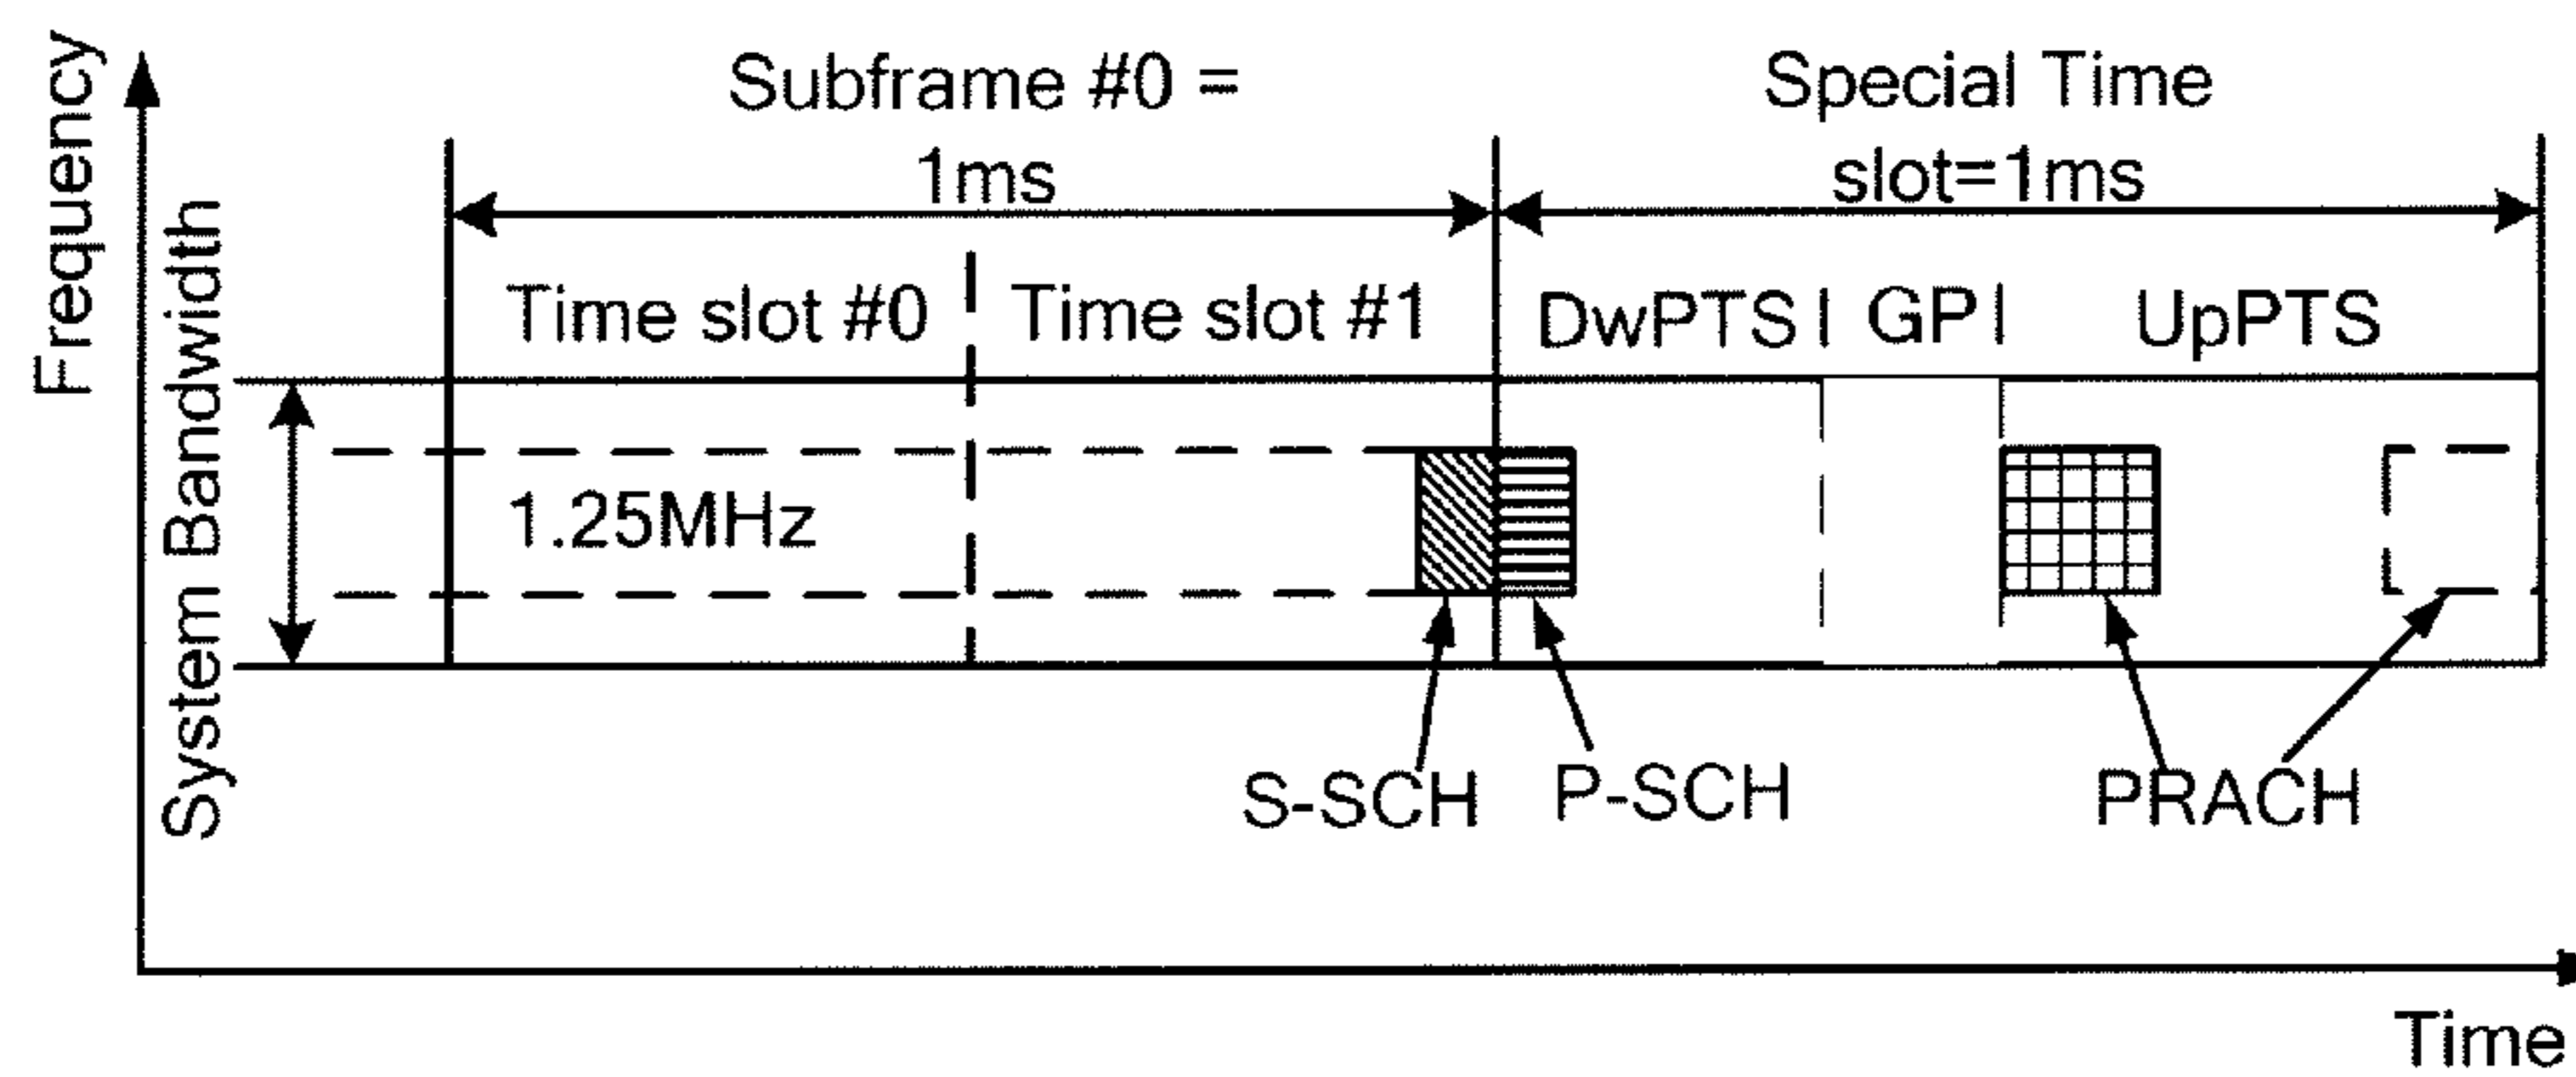 Frequency
System Bandwidth
Subframe #0 =
1ms
Special Time
slot=1ms
Time slot #0
Time slot #1
DwPTS
GP
UpPTS
1.25MHz
S-SCH
P-SCH
PRACH
Time